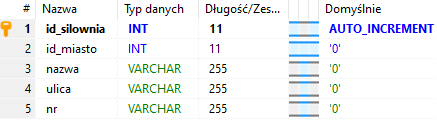 # Nazwa Typ danych Długość/Zes... Domyślnie
1 id_silownia INT 11 AUTO_INCREMENT
2 id_miasto INT 11 '0'
3 nazwa VARCHAR 255 '0'
4 ulica VARCHAR 255 '0'
5 nr VARCHAR 255 '0'